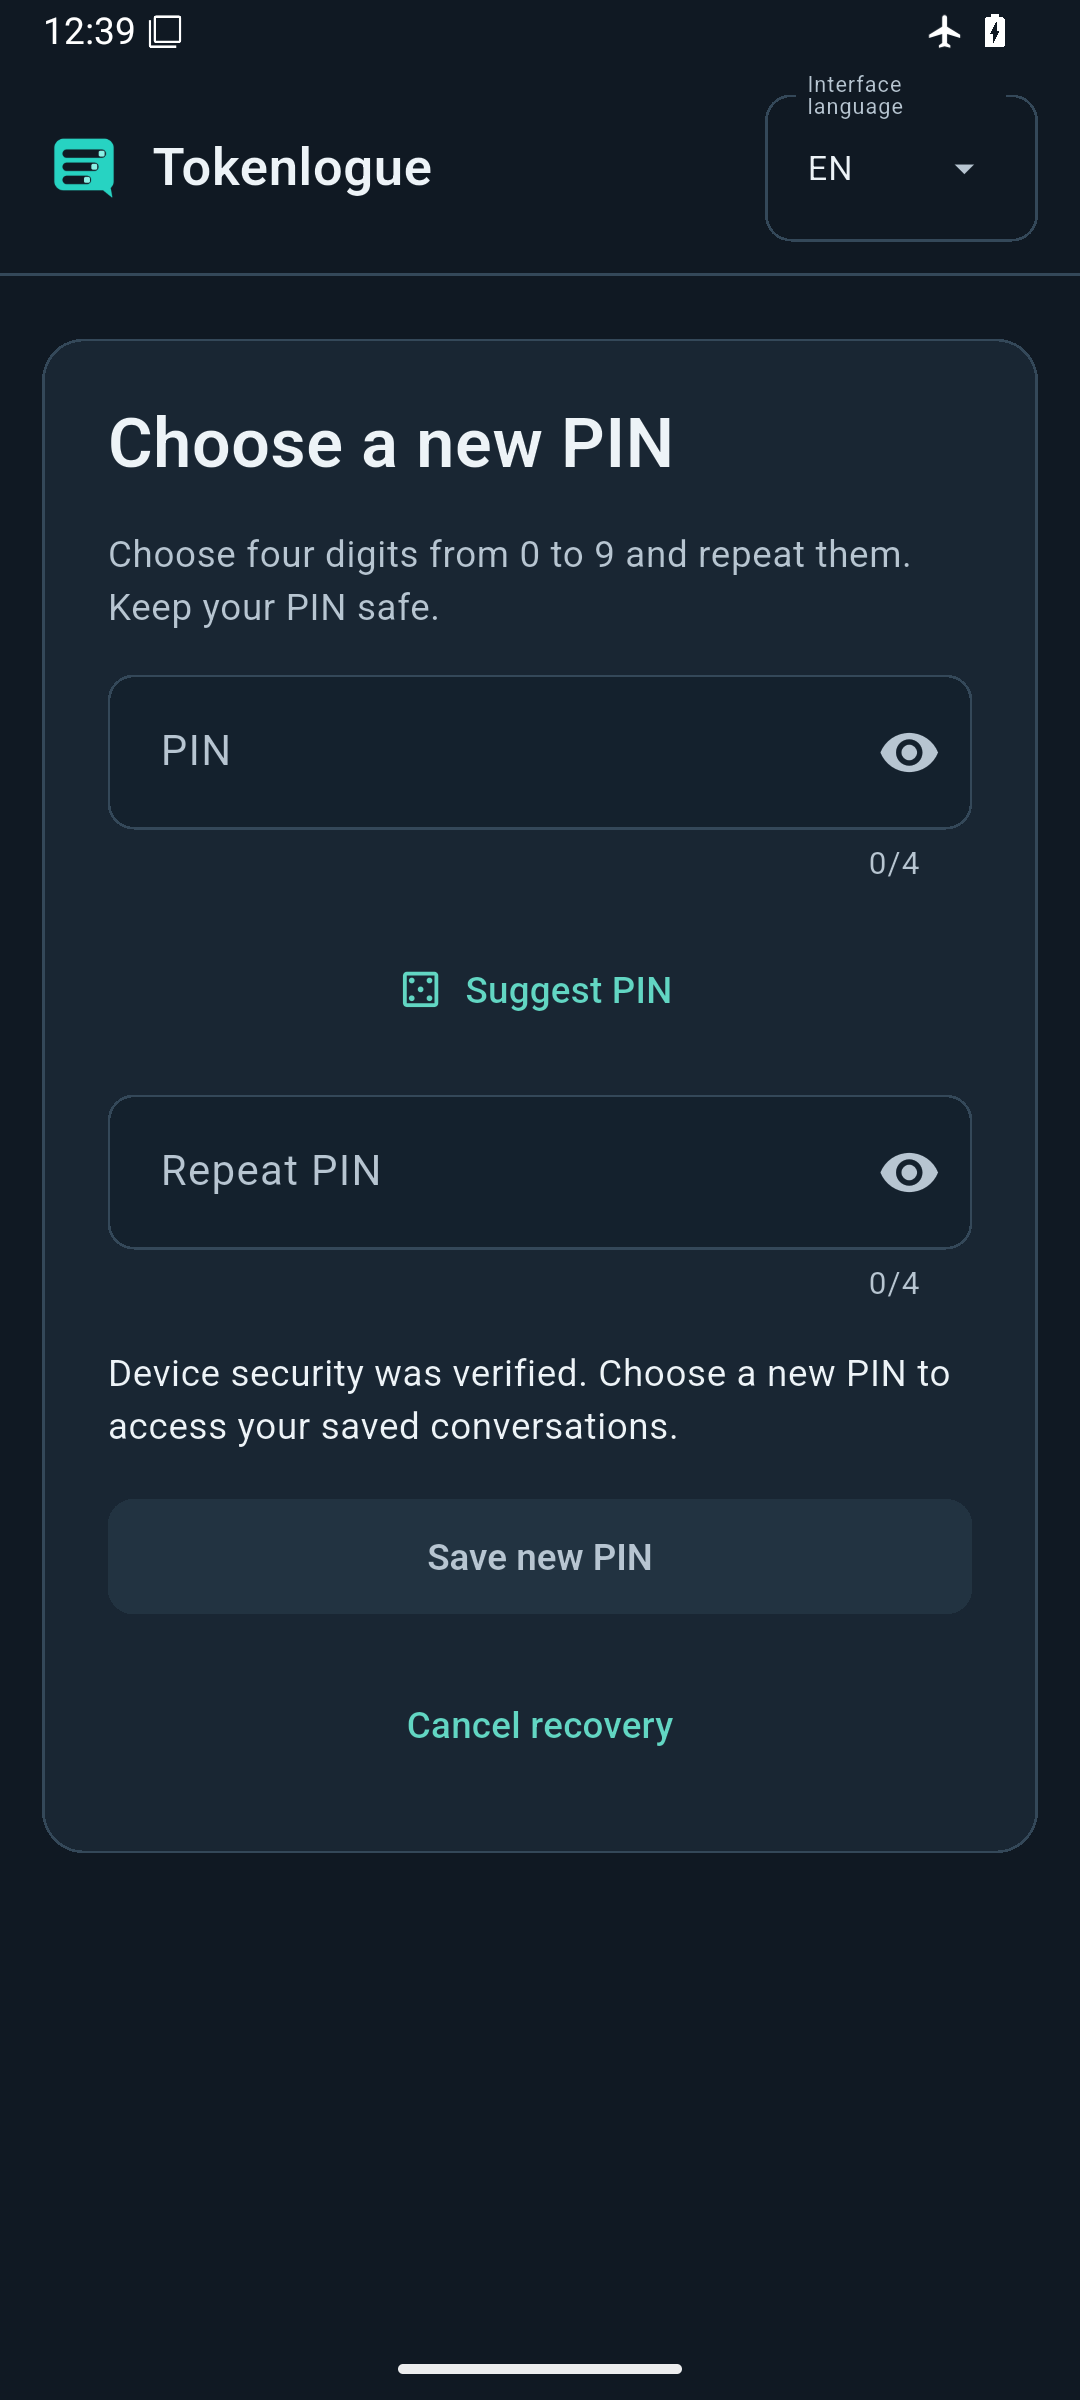 12:39
Interface
language
Tokenlogue
EN
Choose a new PIN
Choose four digits from 0 to 9 and repeat them.
Keep your PIN safe.
PIN
0/4
Suggest PIN
Repeat PIN
0/4
Device security was verified. Choose a new PIN to
access your saved conversations.
Save new PIN
Cancel recovery